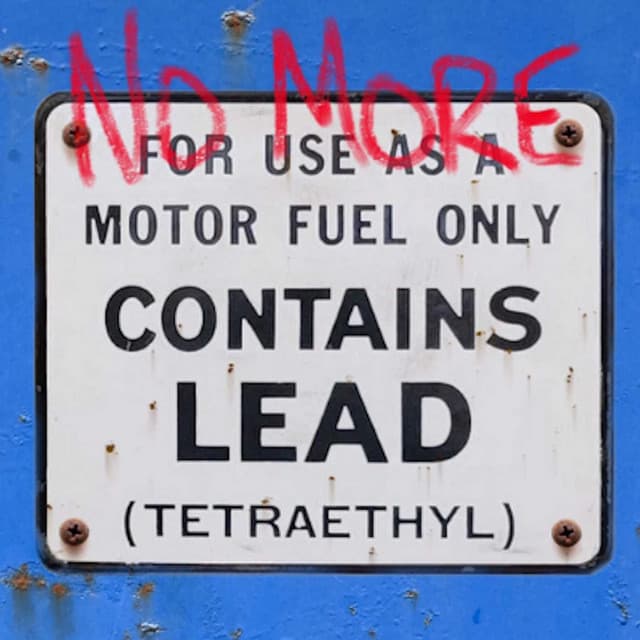 NO MORE
FOR USE AS A
MOTOR FUEL ONLY
CONTAINS
LEAD
(TETRAETHYL)